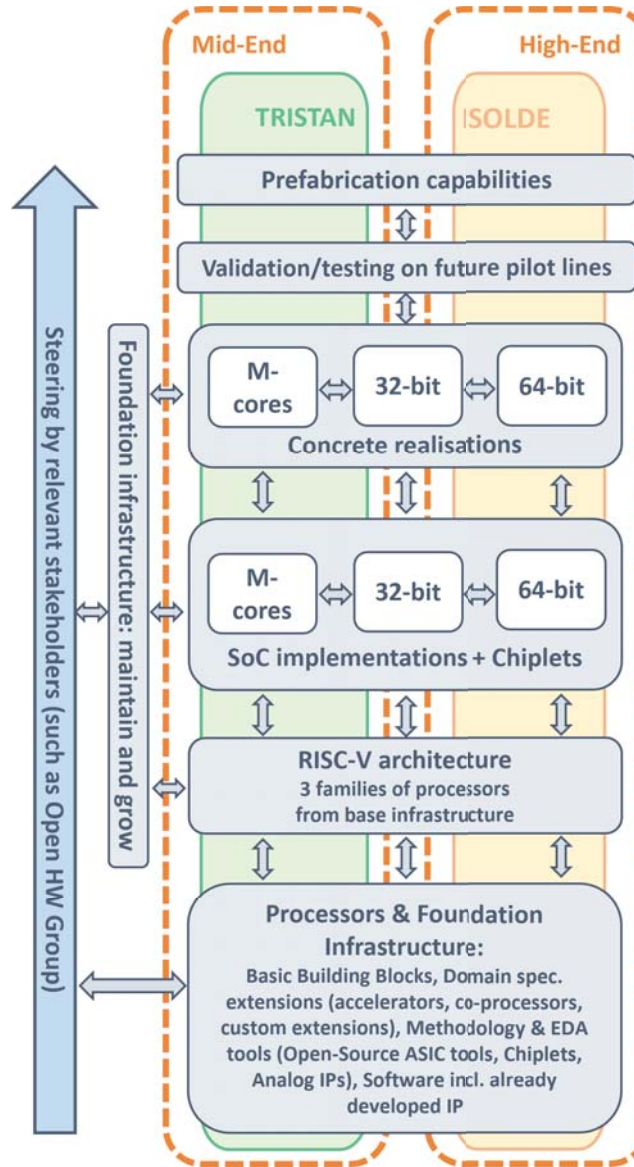 Mid-End
High-End
TRISTAN
ISOLDE
Prefabrication capabilities
Validation/testing on future pilot lines
M-
cores
32-bit
64-bit
Concrete realisations
M-
cores
32-bit
64-bit
SoC implementations + Chiplets
RISC-V architecture
3 families of processors
from base infrastructure
Processors & Foundation
Infrastructure:
Basic Building Blocks, Domain spec.
extensions (accelerators, co-processors,
custom extensions), Methodology & EDA
tools (Open-Source ASIC tools, Chiplets,
Analog IPs), Software incl. already
developed IP
Foundation infrastructure: maintain and grow
Steering by relevant stakeholders (such as Open HW Group)